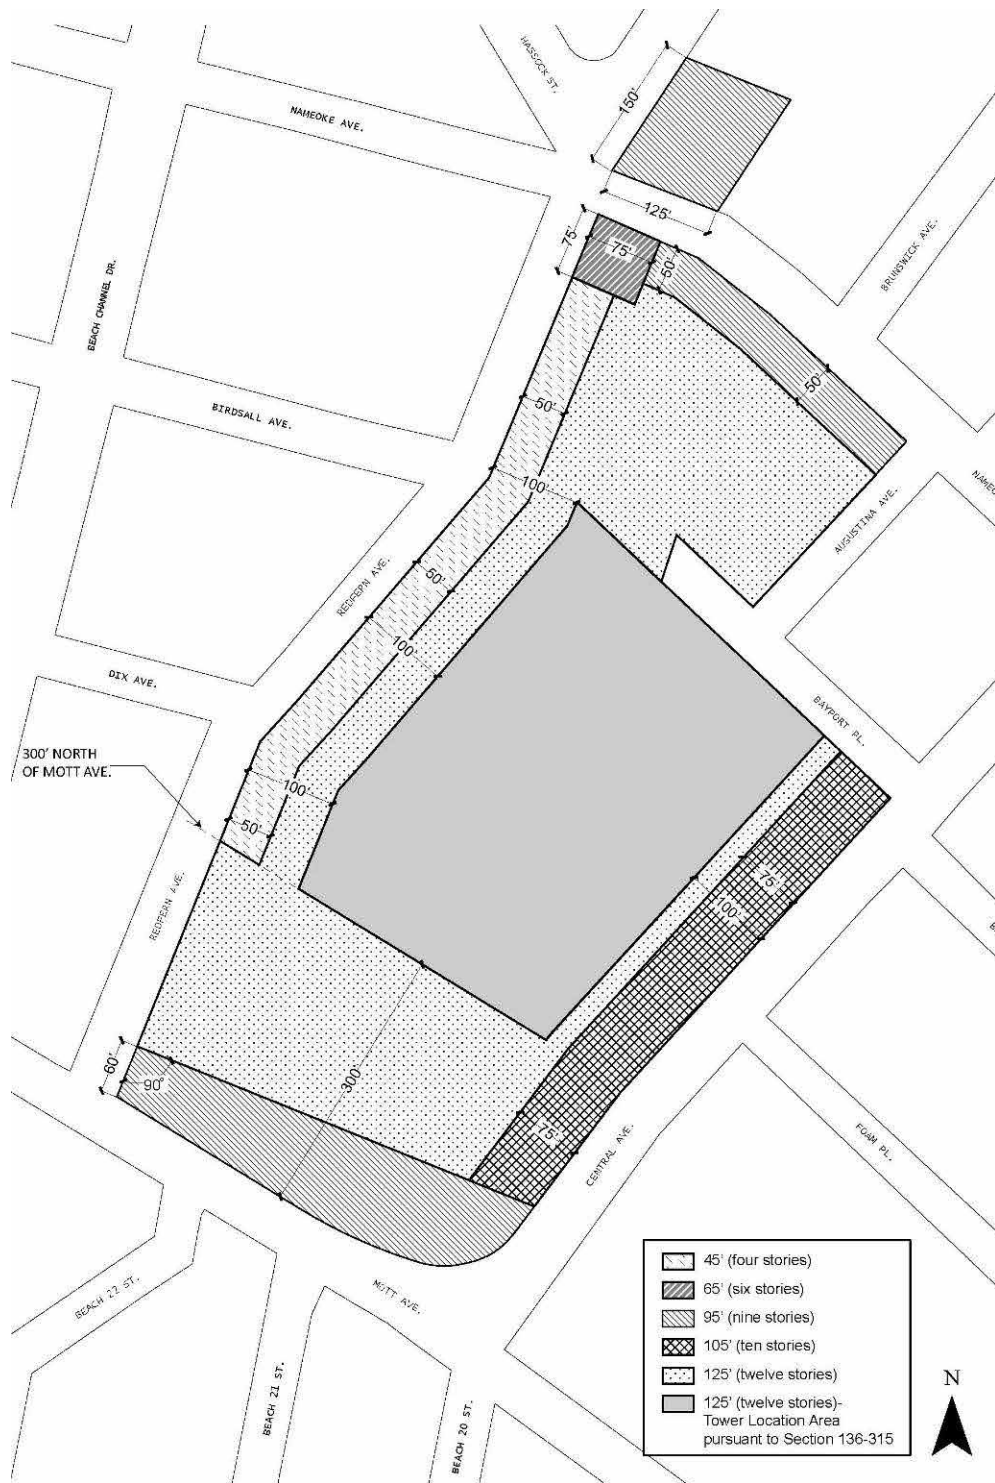 HASSOCK ST.
150'
NAMEOKE AVE.
125'
75'
75'
50'
BRUNSWICK AVE.
BEACH CHANNEL DR.
50'
50'
BIRDSALL AVE.
100'
AUGUSTINA AVE.
REDFERN AVE.
50'
100'
DIX AVE.
BAYPORT PL.
300' NORTH
OF MOTT AVE.
100'
50'
75'
100'
REDFERN AVE.
60'
90°
300'
75'
CENTRAL AVE.
FOAM PL.
BEACH 22 ST.
MOTT AVE.
BEACH 21 ST.
BEACH 20 ST.
45' (four stories)
65' (six stories)
95' (nine stories)
105' (ten stories)
125' (twelve stories)
125' (twelve stories)-
Tower Location Area
pursuant to Section 136-315
N